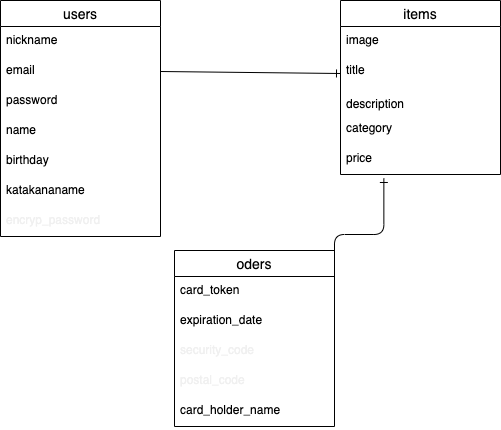 users
nickname
email
password
name
birthday
katakananame
encryp_password
items
image
title
description
category
price
oders
card_token
expiration_date
security_code
postal_code
card_holder_name